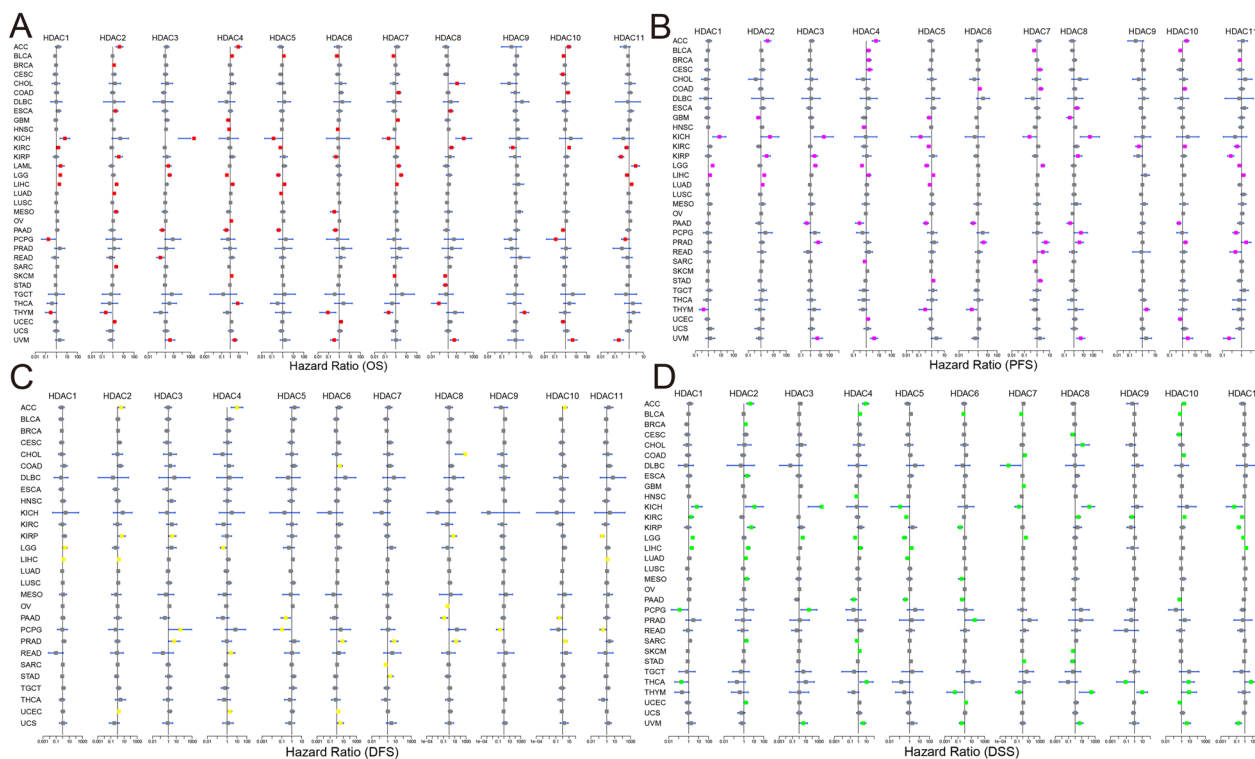 A
HDAC1 HDAC2 HDAC3 HDAC4 HDAC5 HDAC6 HDAC7 HDAC8 HDAC9 HDAC10 HDAC11
ACC
BLCA
BRCA
CESC
CHOL
COAD
DLBC
ESCA
GBM
HNSC
KICH
KIRC
KIRP
LAML
LGG
LIHC
LUAD
LUSC
MESO
OV
PAAD
PCPG
PRAD
READ
SARC
SKCM
STAD
TGCT
THCA
THYM
UCEC
UCS
UVM
Hazard Ratio (OS)
B
HDAC1 HDAC2 HDAC3 HDAC4 HDAC5 HDAC6 HDAC7 HDAC8 HDAC9 HDAC10 HDAC11
ACC
BLCA
BRCA
CESC
CHOL
COAD
DLBC
ESCA
GBM
HNSC
KICH
KIRC
KIRP
LGG
LIHC
LUAD
LUSC
MESO
OV
PAAD
PCPG
PRAD
READ
SARC
SKCM
STAD
TGCT
THCA
THYM
UCEC
UCS
UVM
Hazard Ratio (PFS)
C
HDAC1 HDAC2 HDAC3 HDAC4 HDAC5 HDAC6 HDAC7 HDAC8 HDAC9 HDAC10 HDAC11
ACC
BLCA
BRCA
CESC
CHOL
COAD
DLBC
ESCA
HNSC
KICH
KIRC
KIRP
LGG
LIHC
LUAD
LUSC
MESO
OV
PAAD
PCPG
PRAD
READ
SARC
STAD
TGCT
THCA
UCEC
UCS
Hazard Ratio (DFS)
D
HDAC1 HDAC2 HDAC3 HDAC4 HDAC5 HDAC6 HDAC7 HDAC8 HDAC9 HDAC10 HDAC11
ACC
BLCA
BRCA
CESC
CHOL
COAD
DLBC
ESCA
GBM
HNSC
KICH
KIRC
KIRP
LGG
LIHC
LUAD
LUSC
MESO
OV
PAAD
PCPG
PRAD
READ
SARC
SKCM
STAD
TGCT
THCA
THYM
UCEC
UCS
UVM
Hazard Ratio (DSS)